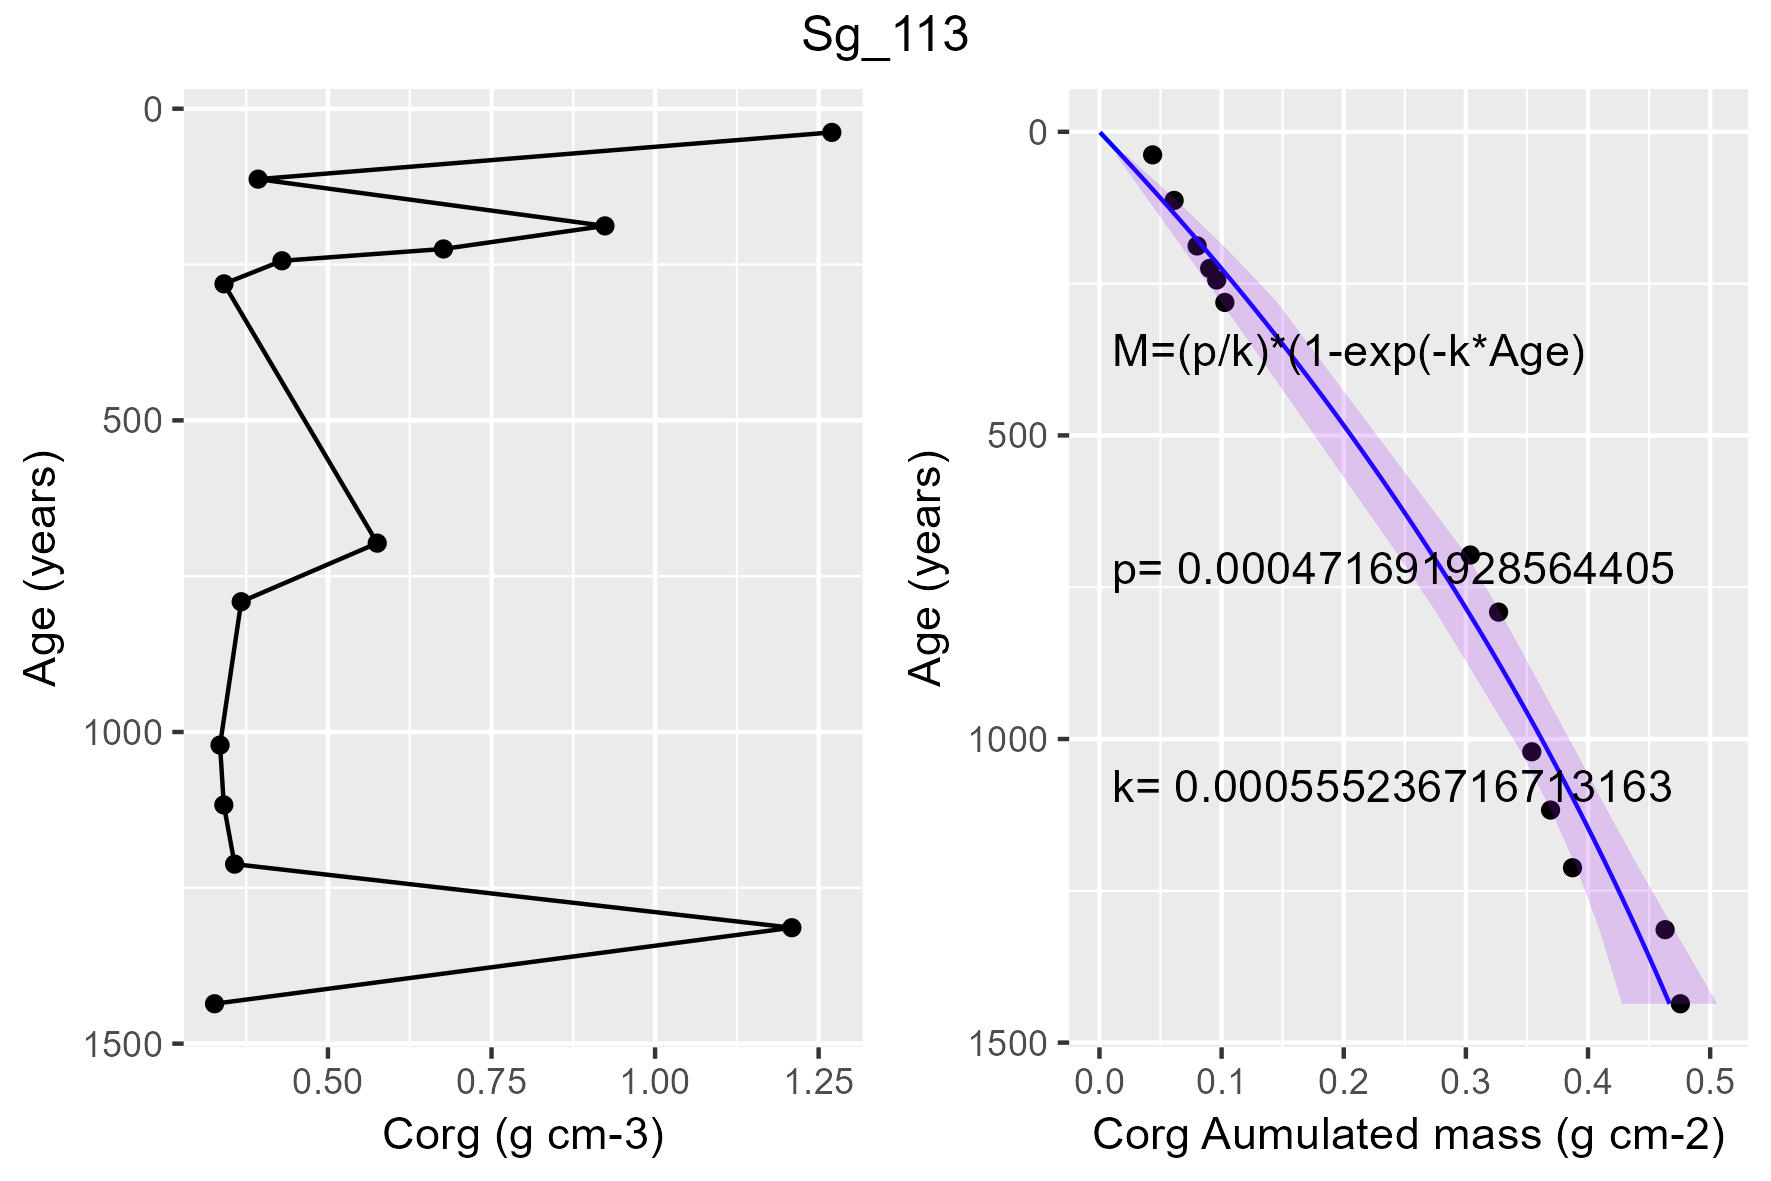 Sg_113
0
500
1000
1500
Age (years)
0.50 0.75 1.00 1.25
Corg (g cm-3)
0
500
1000
1500
Age (years)
M=(p/k)*(1-exp(-k*Age)
p= 0.000471691928564405
k= 0.000555236716713163
0.0 0.1 0.2 0.3 0.4 0.5
Corg Aumulated mass (g cm-2)